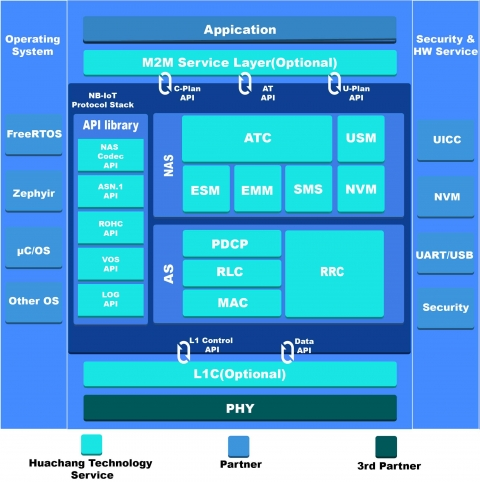 Operating
System
FreeRTOS
Zephyir
µC/OS
Other OS
Application
M2M Service Layer(Optional)
C-Plan
API
AT
API
U-Plan
API
NB-IoT
Protocol Stack
API library
NAS
Codec
API
ASN.1
API
ROHC
API
VOS
API
LOG
API
NAS
ATC
USM
ESM
EMM
SMS
NVM
AS
PDCP
RLC
MAC
RRC
L1 Control
API
Data
API
L1C(Optional)
PHY
Security &
HW Service
UICC
NVM
UART/USB
Security
Huachang Technology
Service
Partner
3rd Partner